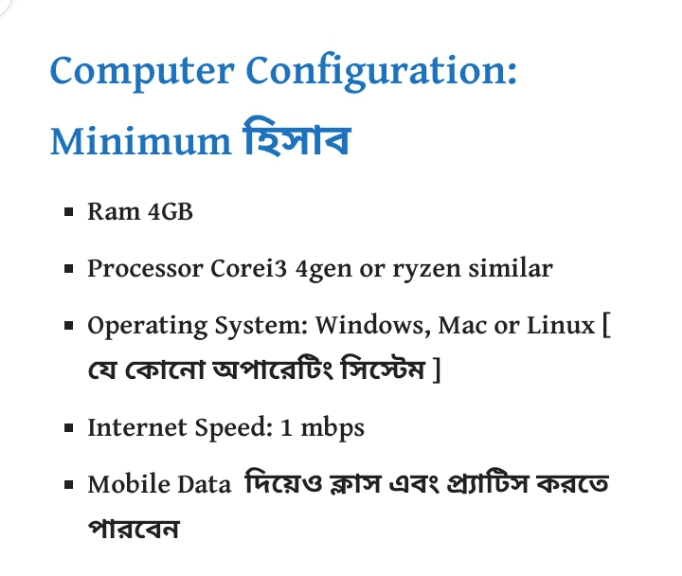 Computer Configuration:
Minimum হিসাব
▪ Ram 4GB
▪ Processor Corei3 4gen or ryzen similar
▪ Operating System: Windows, Mac or Linux [
যে কোনো অপারেটিং সিস্টেম ]
▪ Internet Speed: 1 mbps
▪ Mobile Data দিয়েও ক্লাস এবং প্র্যাটিস করতে
পারবেন